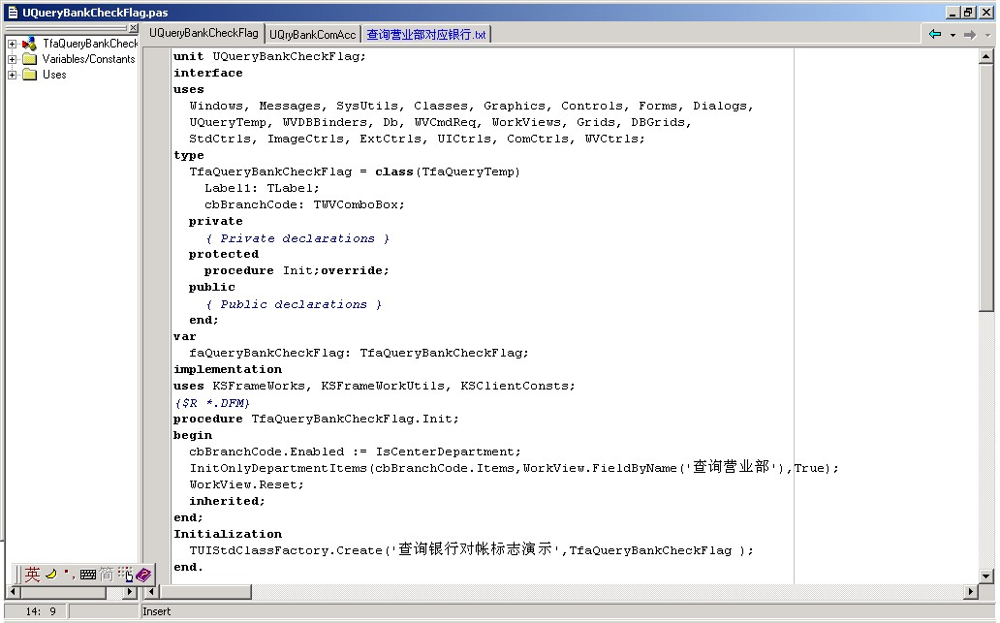 UQueryBankCheckFlag.pas
UQueryBankCheckFlag
UQryBankComAcc
查询营业部对应银行.txt
TfaQueryBankCheck
Variables/Constants
Uses
unit UQueryBankCheckFlag;
interface
uses
Windows, Messages, SysUtils, Classes, Graphics, Controls, Forms, Dialogs,
UQueryTemp, WVDBBinders, Db, WVCmdReq, WorkViews, Grids, DBGrids,
StdCtrls, ImageCtrls, ExtCtrls, UICtrls, ComCtrls, WVCtrls;
type
TfaQueryBankCheckFlag = class(TfaQueryTemp)
Label1: TLabel;
cbBranchCode: TWVComboBox;
private
{ Private declarations }
protected
procedure Init;override;
public
{ Public declarations }
end;
var
faQueryBankCheckFlag: TfaQueryBankCheckFlag;
implementation
uses KSFrameWorks, KSFrameWorkUtils, KSClientConsts;
{$R *.DFM}
procedure TfaQueryBankCheckFlag.Init;
begin
cbBranchCode.Enabled := IsCenterDepartment;
InitOnlyDepartmentItems(cbBranchCode.Items,WorkView.FieldByName('查询营业部'),True);
WorkView.Reset;
inherited;
end;
Initialization
TUIStdClassFactory.Create('查询银行对帐标志演示',TfaQueryBankCheckFlag );
end.
英 简
14: 9
Insert